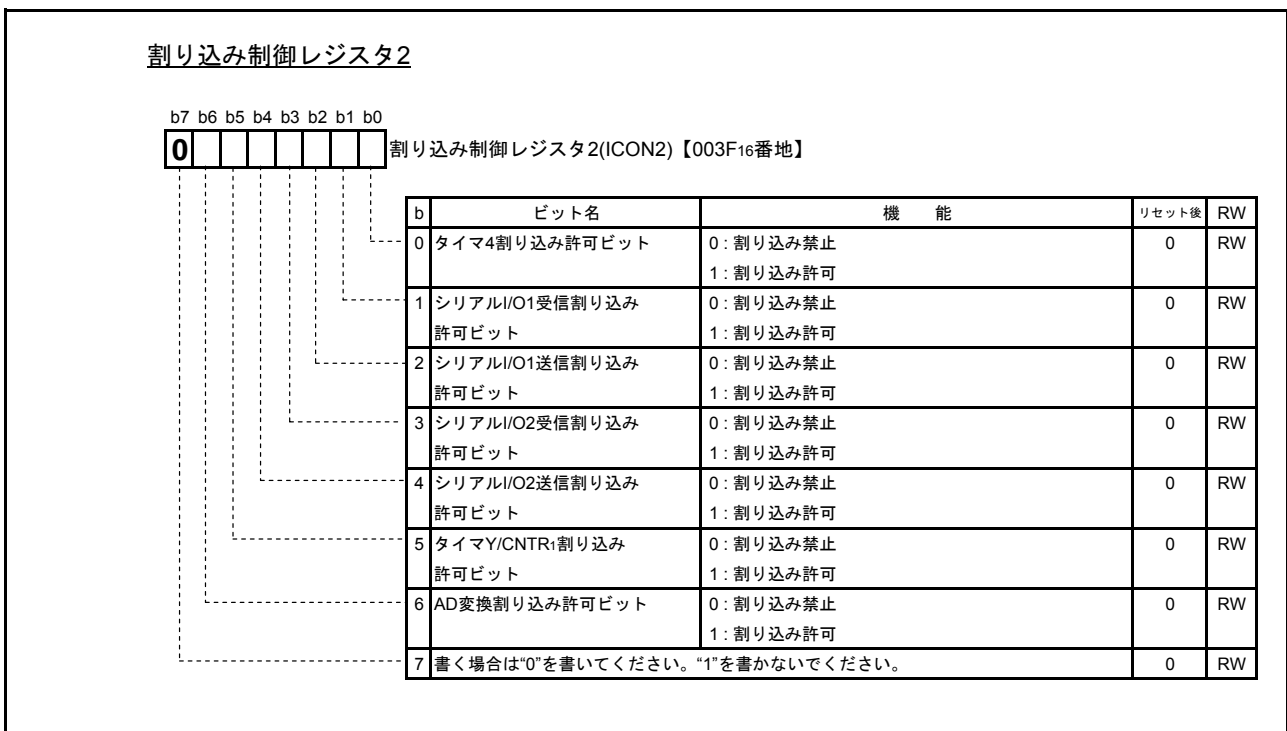 割り込み制御レジスタ2
b7 b6 b5 b4 b3 b2 b1 b0
0 割り込み制御レジスタ2(ICON2)【003F16番地】
b ビット名 機 能 リセット後 RW
0 タイマ4割り込み許可ビット 0 : 割り込み禁止 0 RW
1 : 割り込み許可
1 シリアルI/O1受信割り込み 0 : 割り込み禁止 0 RW
許可ビット 1 : 割り込み許可
2 シリアルI/O1送信割り込み 0 : 割り込み禁止 0 RW
許可ビット 1 : 割り込み許可
3 シリアルI/O2受信割り込み 0 : 割り込み禁止 0 RW
許可ビット 1 : 割り込み許可
4 シリアルI/O2送信割り込み 0 : 割り込み禁止 0 RW
許可ビット 1 : 割り込み許可
5 タイマY/CNTR1割り込み 0 : 割り込み禁止 0 RW
許可ビット 1 : 割り込み許可
6 AD変換割り込み許可ビット 0 : 割り込み禁止 0 RW
1 : 割り込み許可
7 書く場合は“0”を書いてください。“1”を書かないでください。 0 RW